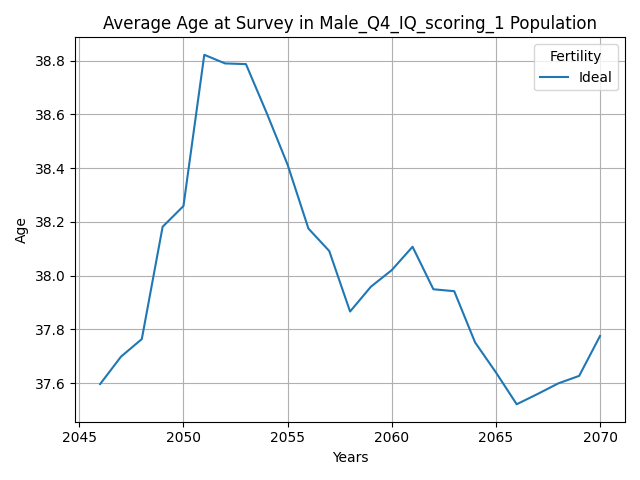 Average Age at Survey in Male_Q4_IQ_scoring_1 Population
Fertility
Ideal
38.8
38.6
38.4
38.2
38.0
37.8
37.6
Age
2045
2050
2055
2060
2065
2070
Years